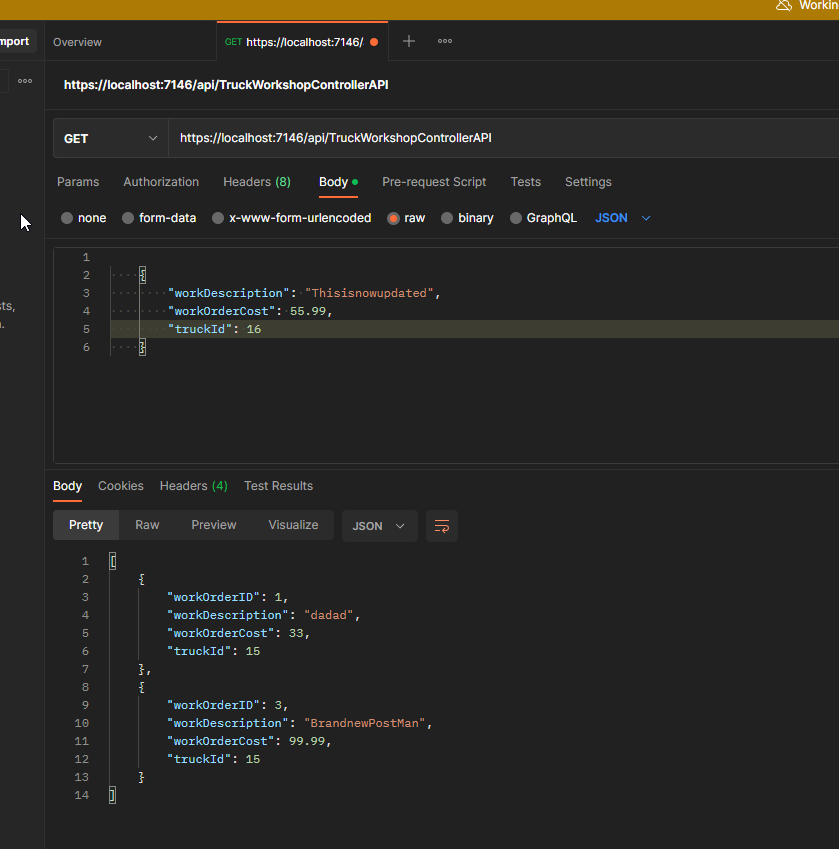 Workin
mport
Overview
GET https://localhost:7146/
https://localhost:7146/api/TruckWorkshopControllerAPI
GET
https://localhost:7146/api/TruckWorkshopControllerAPI
Params Authorization Headers (8) Body Pre-request Script Tests Settings
none form-data x-www-form-urlencoded raw binary GraphQL JSON
sts,
1
2 {
3 "workDescription": "Thisisnowupdated",
4 "workOrderCost": 55.99,
5 "truckId": 16
6 }
Body Cookies Headers (4) Test Results
Pretty Raw Preview Visualize JSON
1 [
2 {
3 "workOrderID": 1,
4 "workDescription": "dadad",
5 "workOrderCost": 33,
6 "truckId": 15
7 },
8 {
9 "workOrderID": 3,
10 "workDescription": "BrandnewPostMan",
11 "workOrderCost": 99.99,
12 "truckId": 15
13 }
14 ]